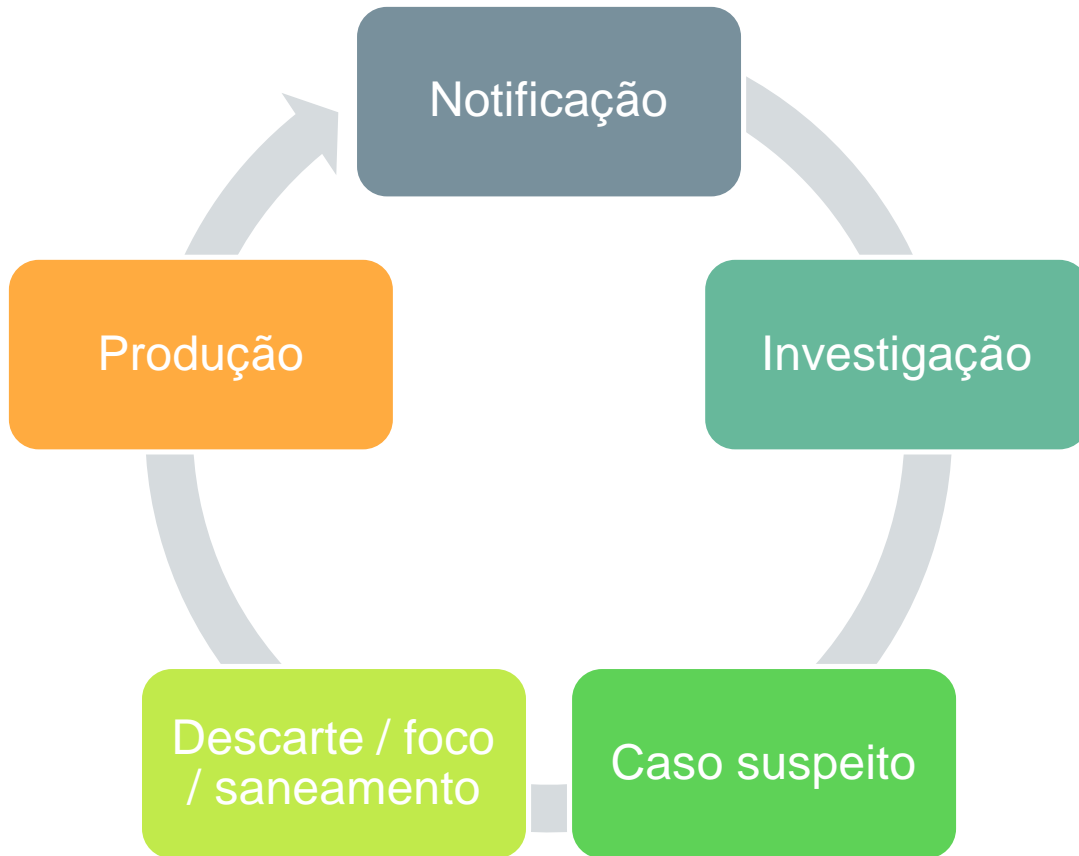 Notificação
Investigação
Caso suspeito
Descarte / foco
/ saneamento
Produção